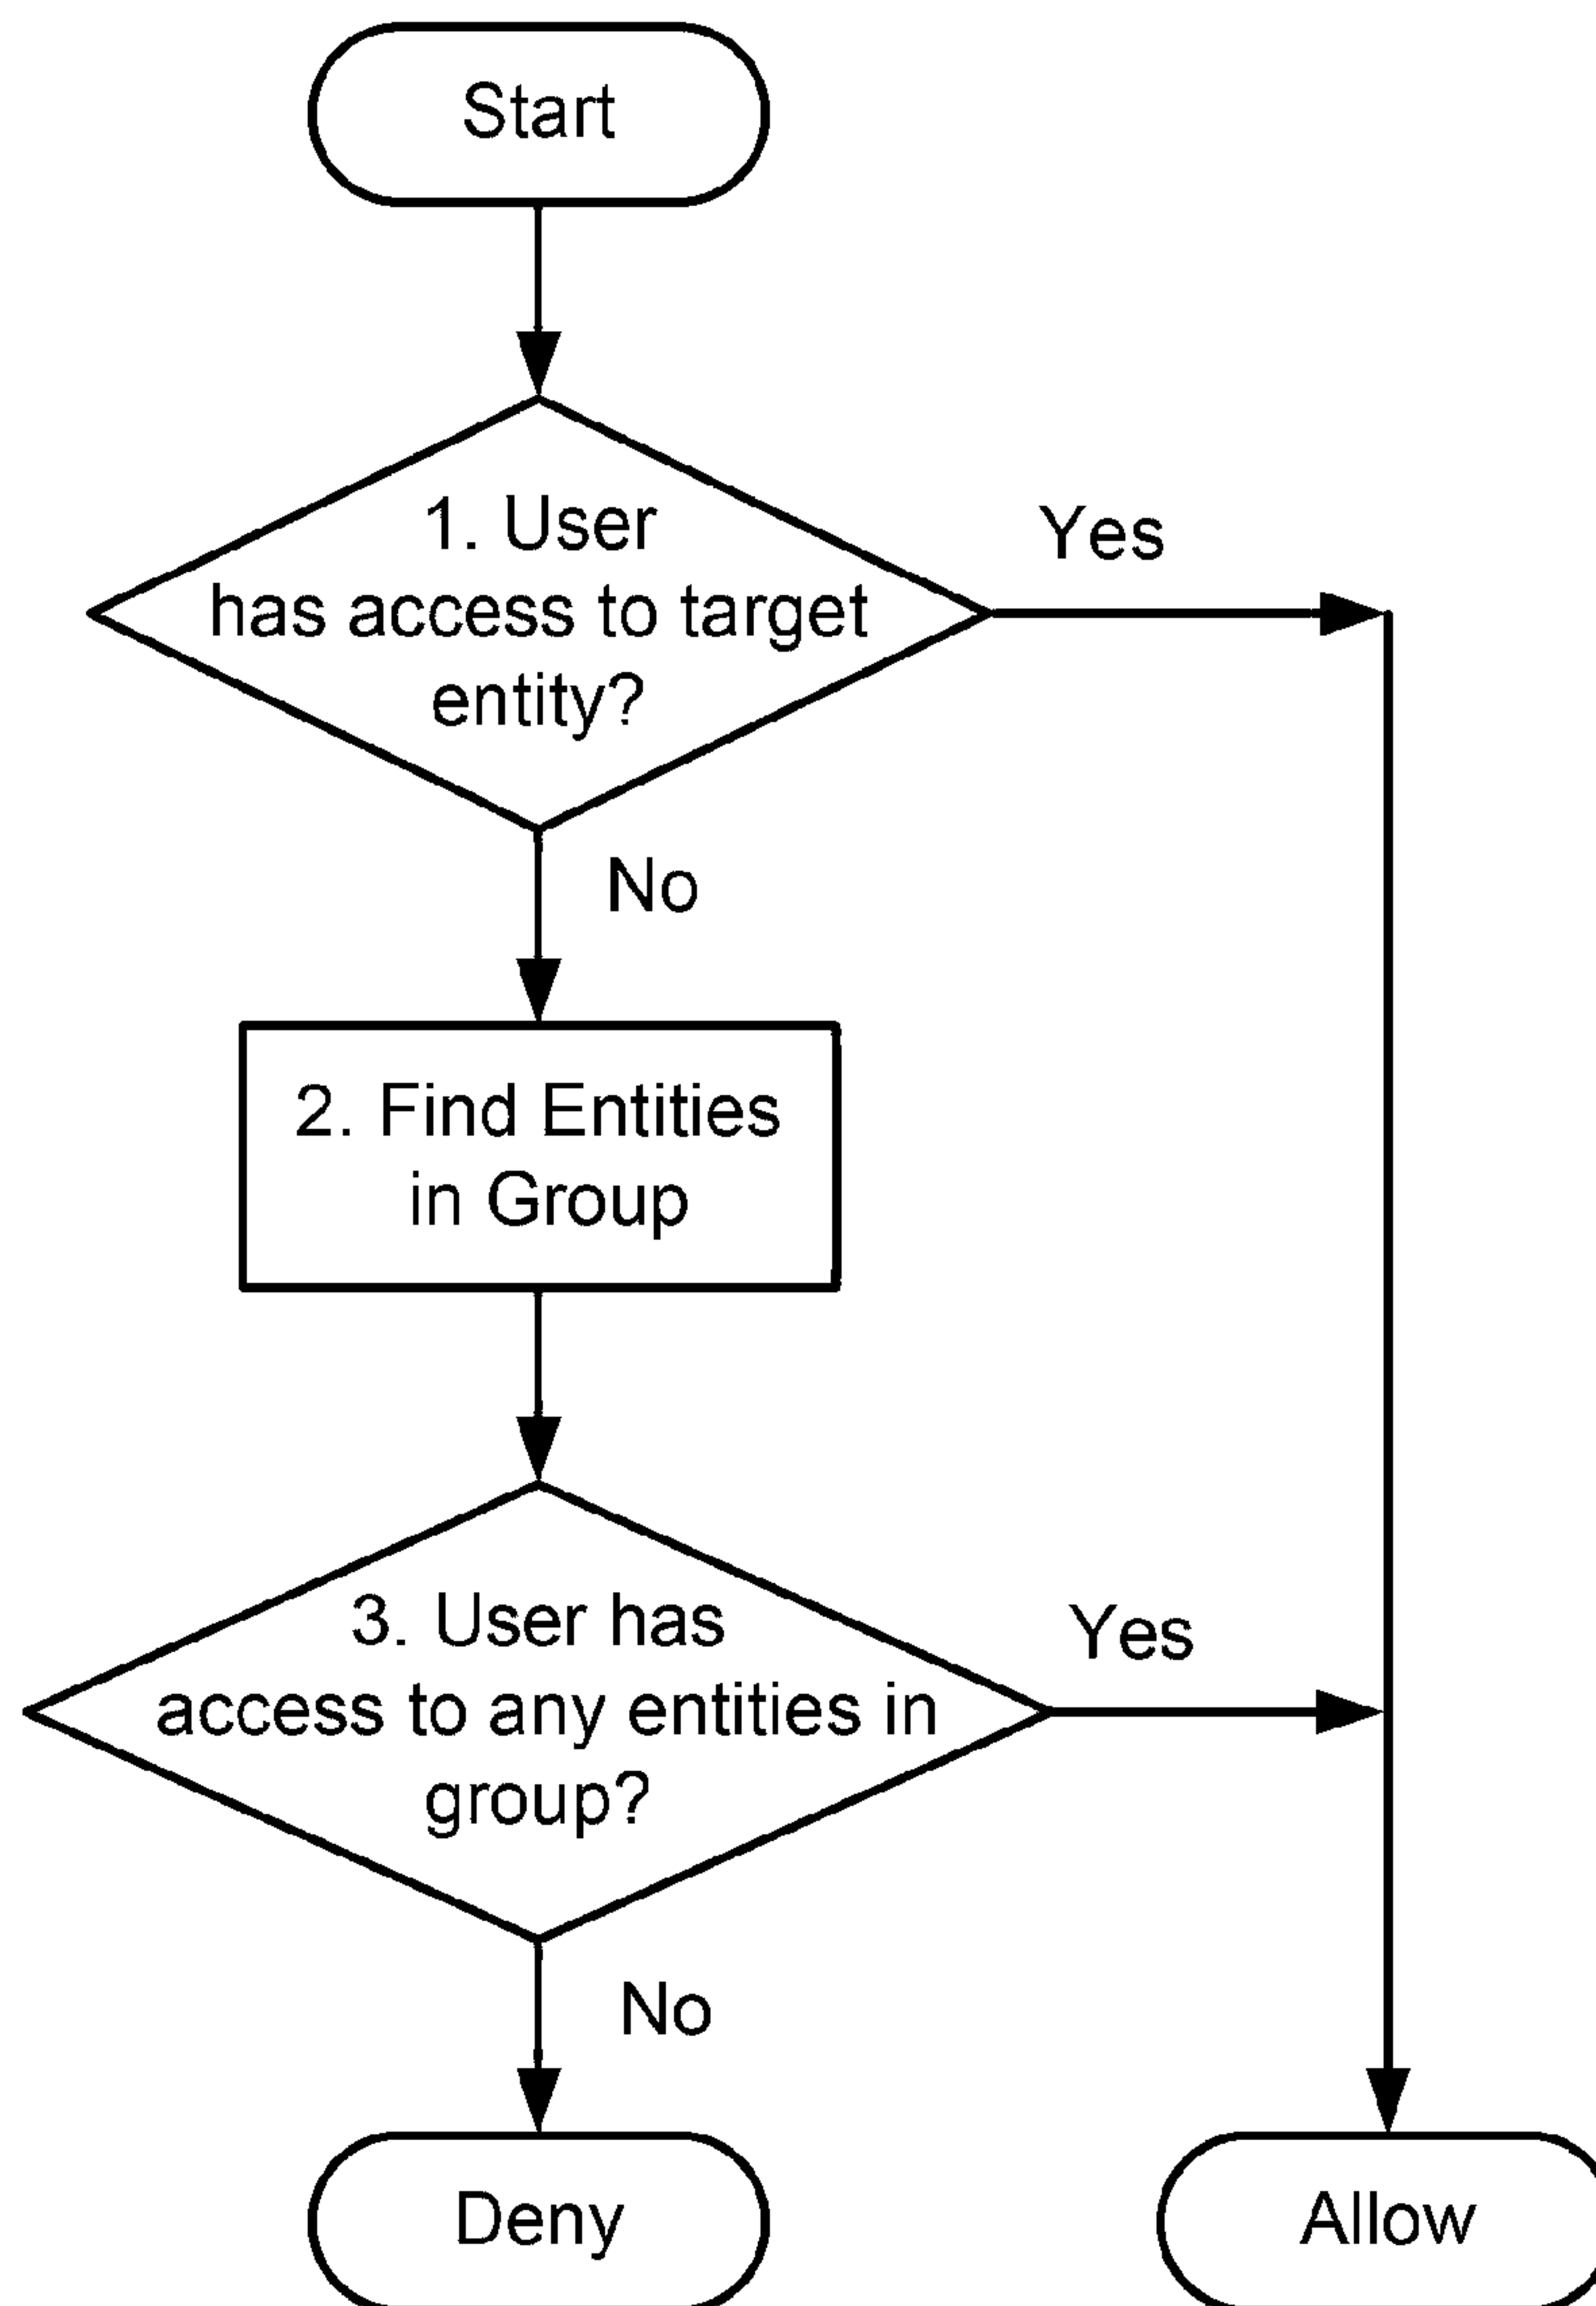 Start
1. User
has access to target
entity?
Yes
No
2. Find Entities
in Group
3. User has
access to any entities in
group?
Yes
No
Deny
Allow